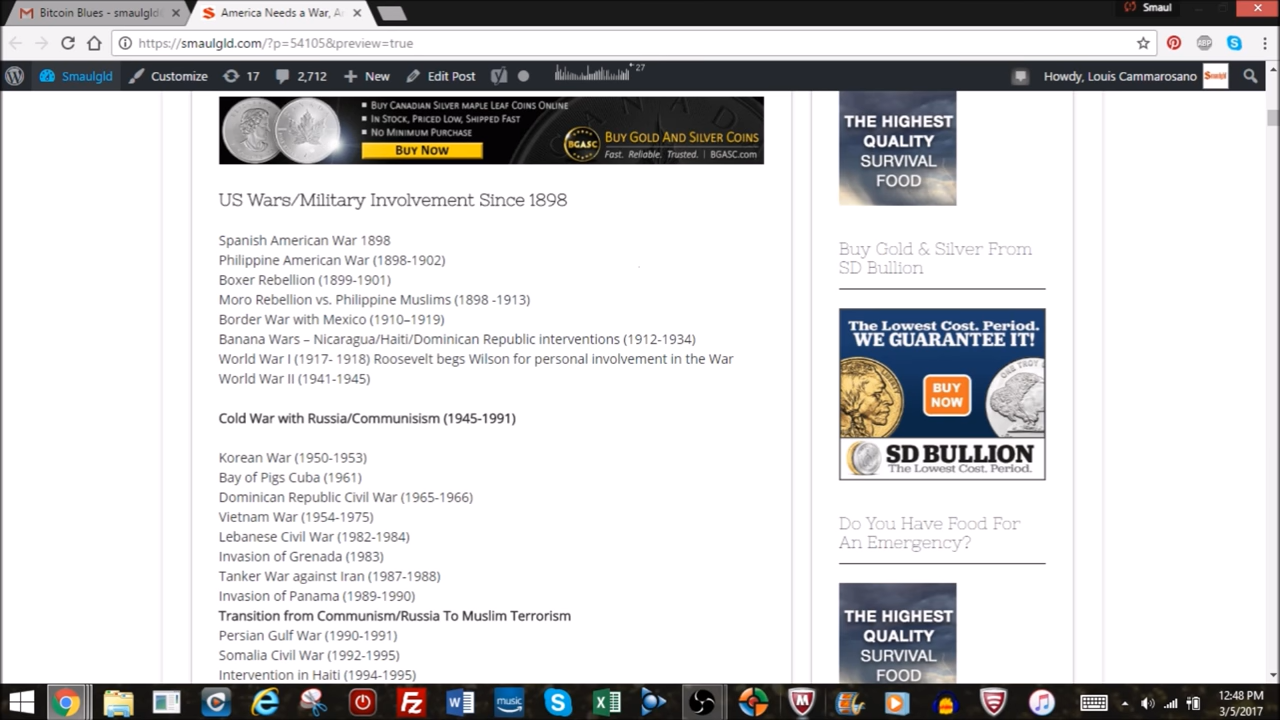 Bitcoin Blues - smaulgld
America Needs a War, A
Smaul
https://smaulgld.com/?p=54105&preview=true
ABP
Smaulgld
Customize
17
2,712
New
Edit Post
27
Howdy, Louis Cammarosano
Smaulgld
BUY CANADIAN SILVER MAPLE LEAF COINS ONLINE
IN STOCK, PRICED LOW, SHIPPED FAST
NO MINIMUM PURCHASE
BUY NOW
CANAD
BGASC
BUY GOLD AND SILVER COINS
Fast. Reliable. Trusted. | BGASC.com
US Wars/Military Involvement Since 1898
Spanish American War 1898
Philippine American War (1898-1902)
Boxer Rebellion (1899-1901)
Moro Rebellion vs. Philippine Muslims (1898 -1913)
Border War with Mexico (1910–1919)
Banana Wars – Nicaragua/Haiti/Dominican Republic interventions (1912-1934)
World War I (1917- 1918) Roosevelt begs Wilson for personal involvement in the War
World War II (1941-1945)
Cold War with Russia/Communisism (1945-1991)
Korean War (1950-1953)
Bay of Pigs Cuba (1961)
Dominican Republic Civil War (1965-1966)
Vietnam War (1954-1975)
Lebanese Civil War (1982-1984)
Invasion of Grenada (1983)
Tanker War against Iran (1987-1988)
Invasion of Panama (1989-1990)
Transition from Communism/Russia To Muslim Terrorism
Persian Gulf War (1990-1991)
Somalia Civil War (1992-1995)
Intervention in Haiti (1994-1995)
THE HIGHEST
QUALITY
SURVIVAL
FOOD
Buy Gold & Silver From
SD Bullion
The Lowest Cost. Period.
WE GUARANTEE IT!
BUY
NOW
ONE TROY
SD BULLION
The Lowest Cost. Period.
Do You Have Food For
An Emergency?
THE HIGHEST
QUALITY
SURVIVAL
FOOD
music
12:48 PM
3/5/2017